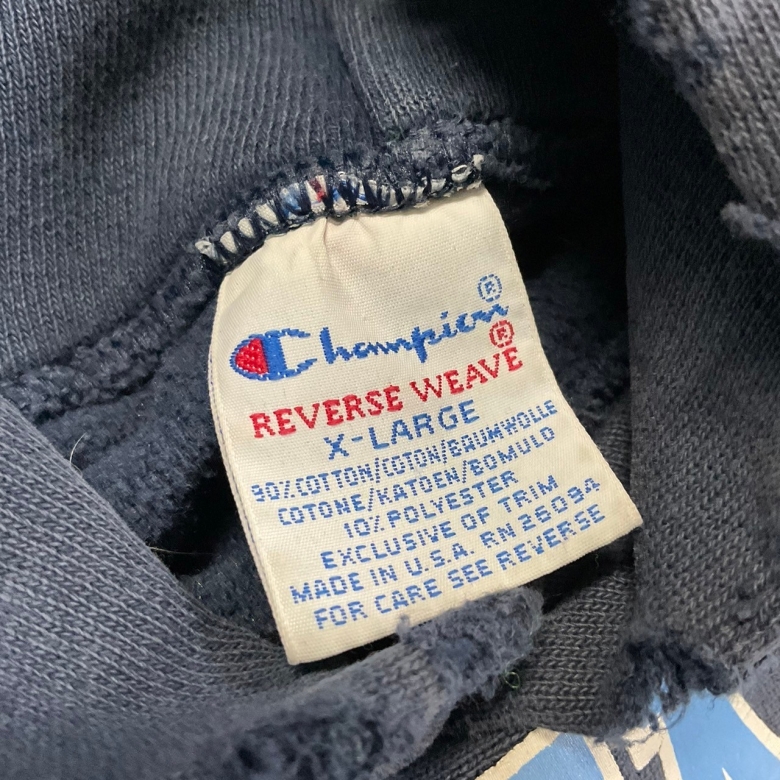 Champion®
REVERSE WEAVE®
X-LARGE
90%COTTON/COTON/BAUMWOLLE
COTONE/KATOEN/BOMULD
10% POLYESTER
EXCLUSIVE OF TRIM
MADE IN U.S.A. RN 26094
FOR CARE SEE REVERSE